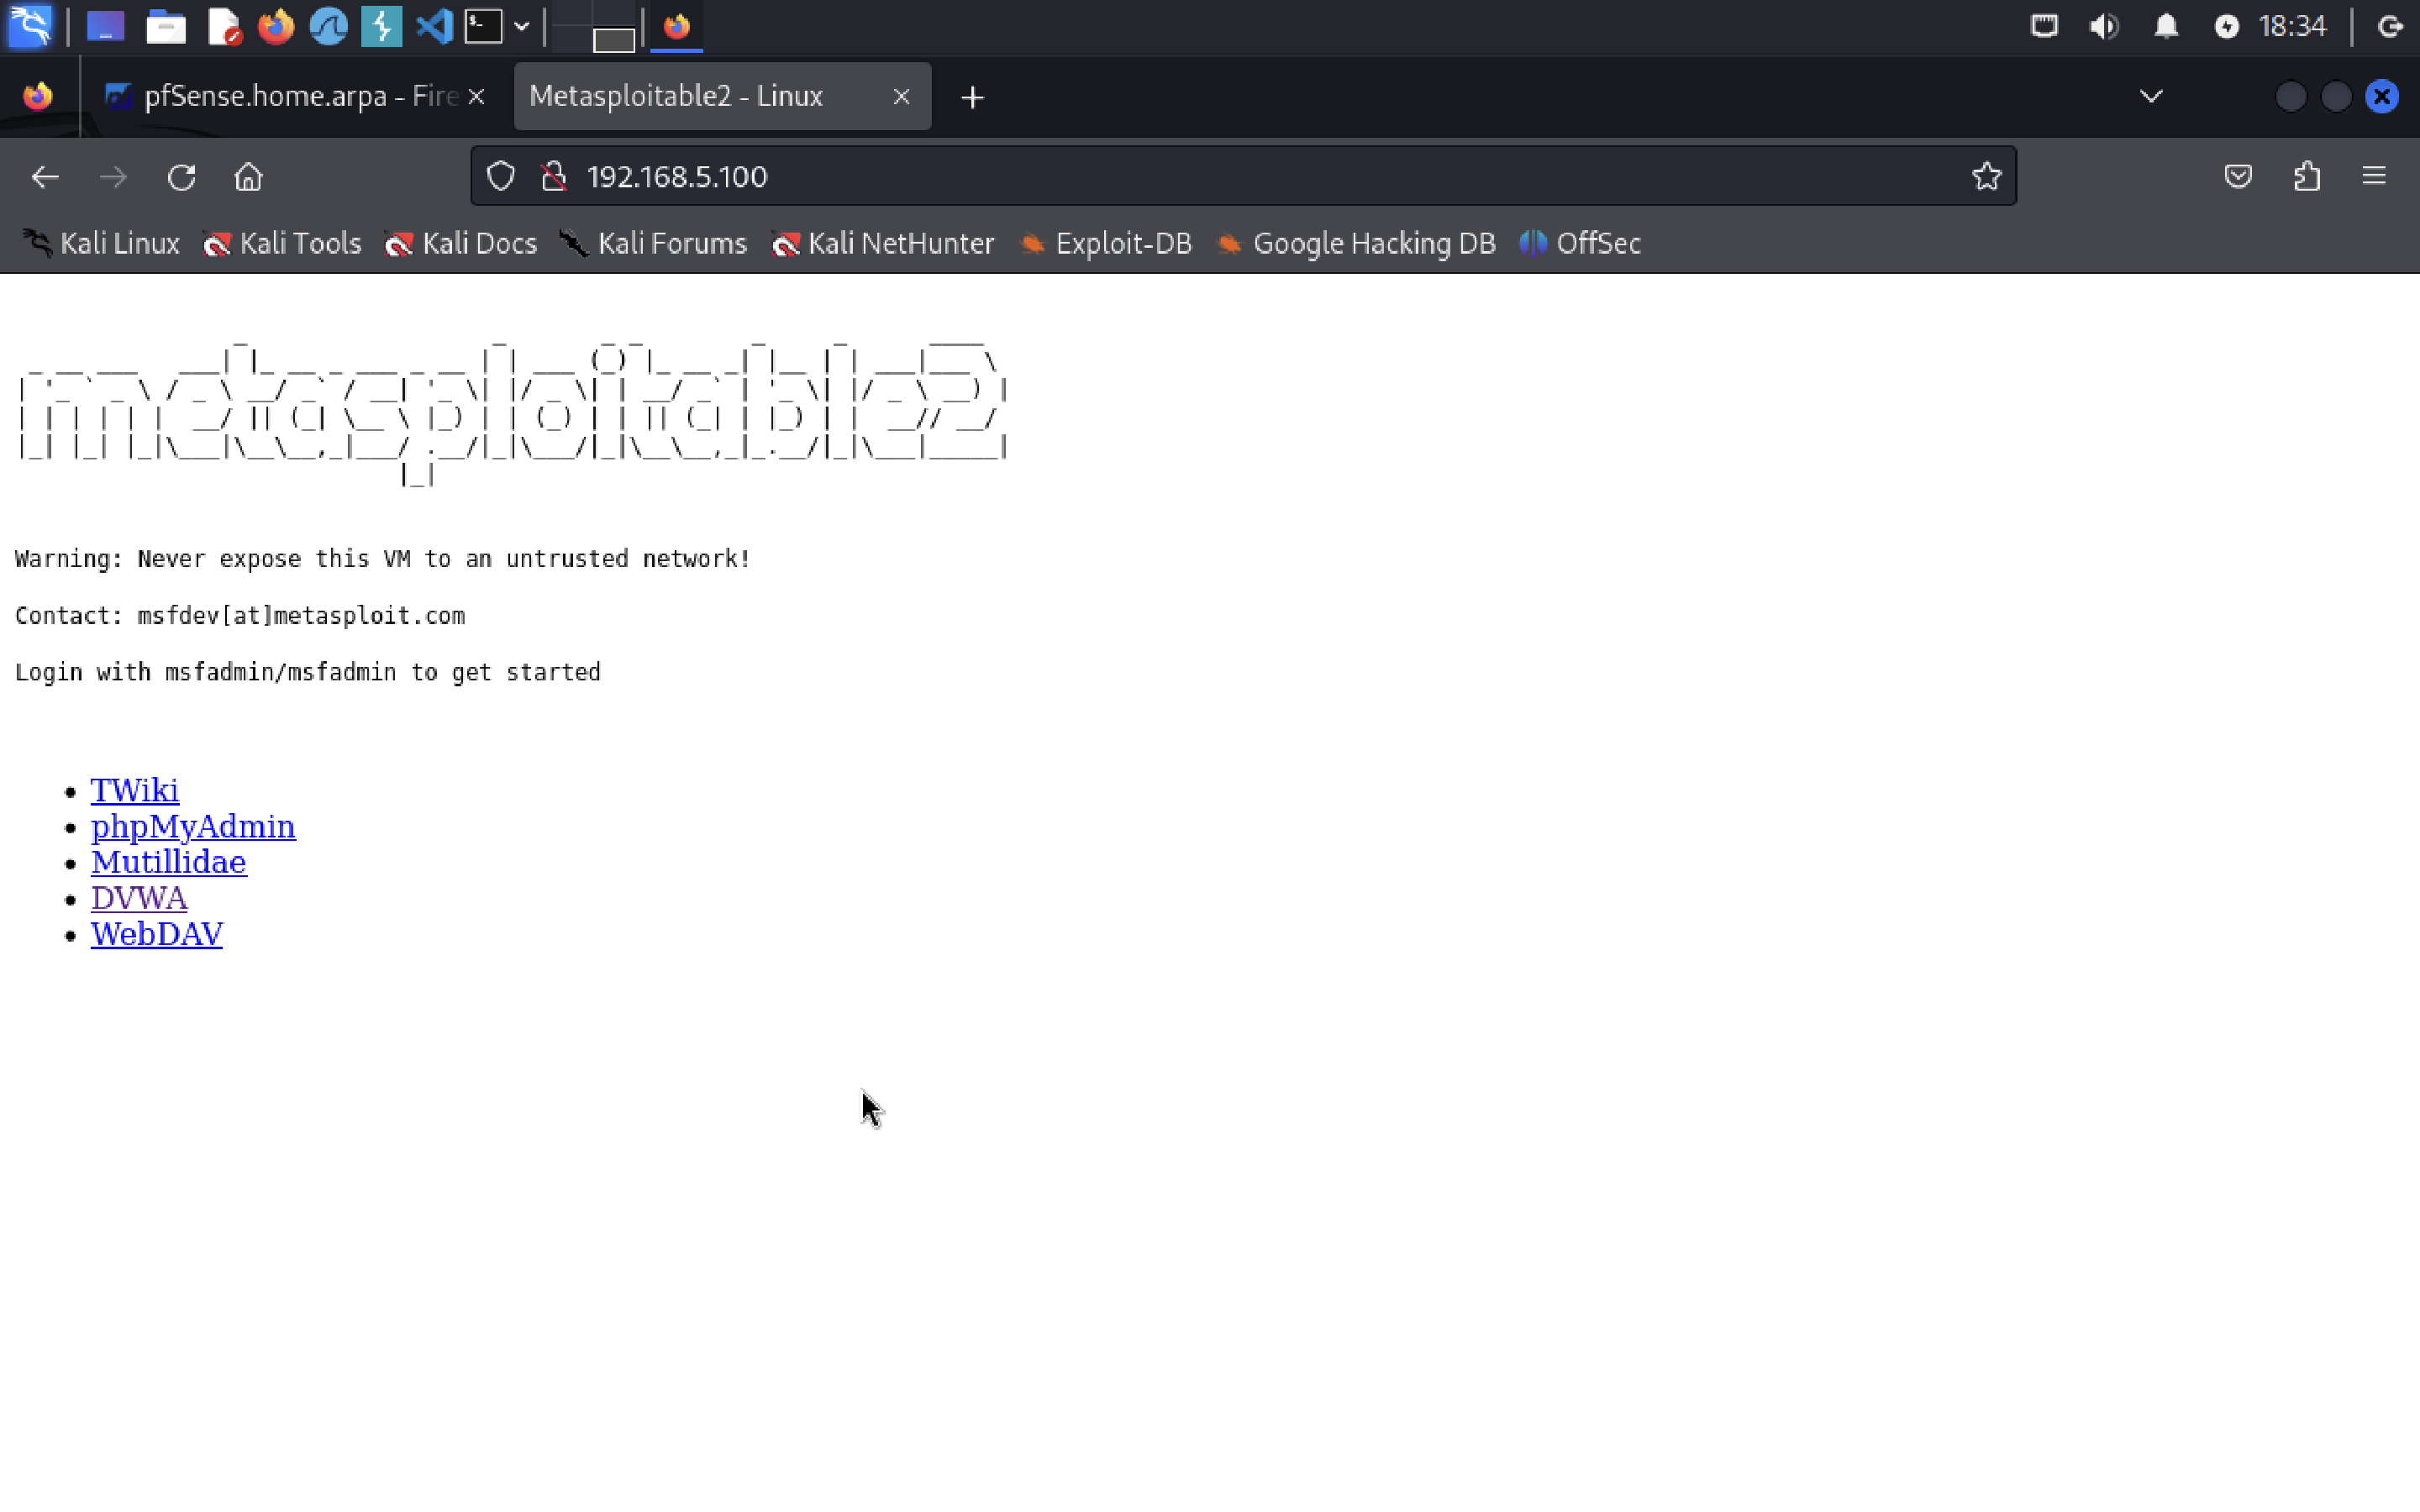 18:34
pfSense.home.arpa - Fire
Metasploitable2 - Linux
192.168.5.100
Kali Linux Kali Tools Kali Docs Kali Forums Kali NetHunter Exploit-DB Google Hacking DB OffSec
metasploitable2
Warning: Never expose this VM to an untrusted network!
Contact: msfdev[at]metasploit.com
Login with msfadmin/msfadmin to get started
TWiki
phpMyAdmin
Mutillidae
DVWA
WebDAV